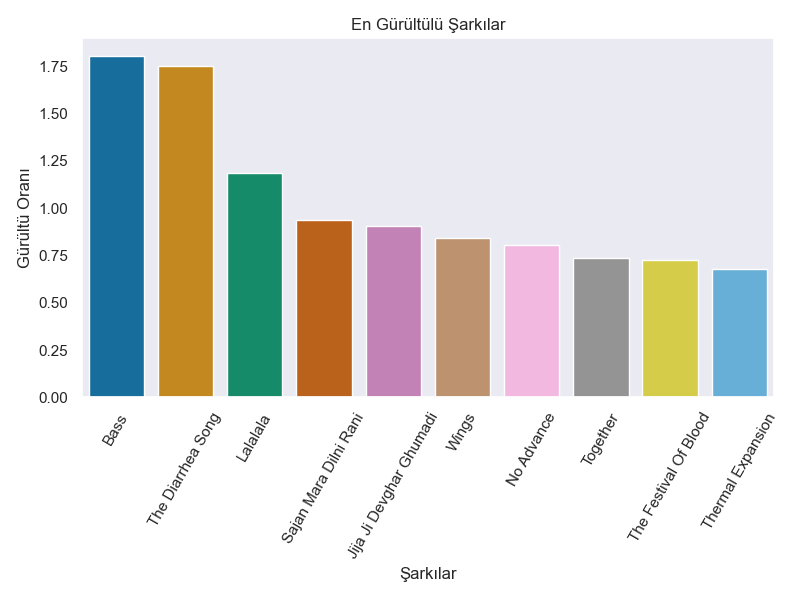 En Gürültülü Şarkılar
Gürültü Oranı
1.75
1.50
1.25
1.00
0.75
0.50
0.25
0.00
Bass
The Diarrhea Song
Lalalala
Sajan Mara Dilni Rani
Jija Ji Devghar Ghumadi
Wings
No Advance
Together
The Festival Of Blood
Thermal Expansion
Şarkılar